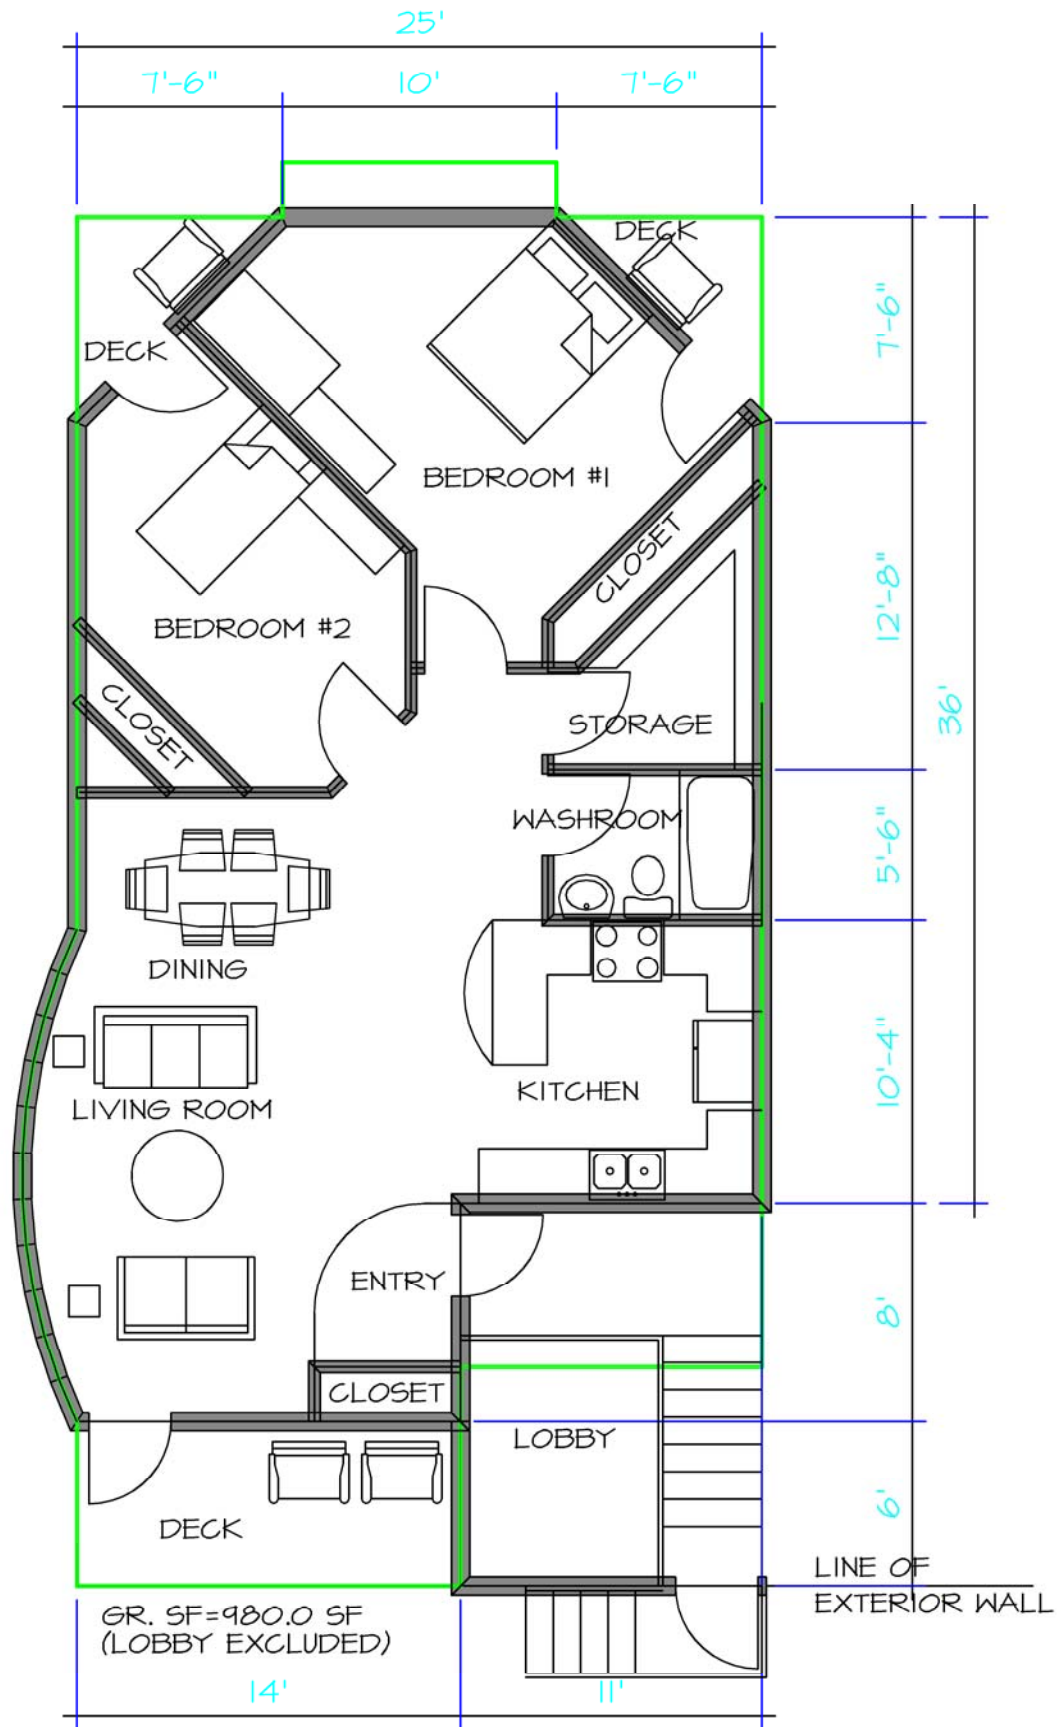 25'
7'-6"
10'
7'-6"
DECK
DECK
7'-6"
BEDROOM #1
CLOSET
12'-8"
BEDROOM #2
CLOSET
STORAGE
36'
WASHROOM
5'-6"
DINING
KITCHEN
10'-4"
LIVING ROOM
ENTRY
8'
CLOSET
LOBBY
DECK
6'
LINE OF
EXTERIOR WALL
GR. SF=980.0 SF
(LOBBY EXCLUDED)
14'
11'